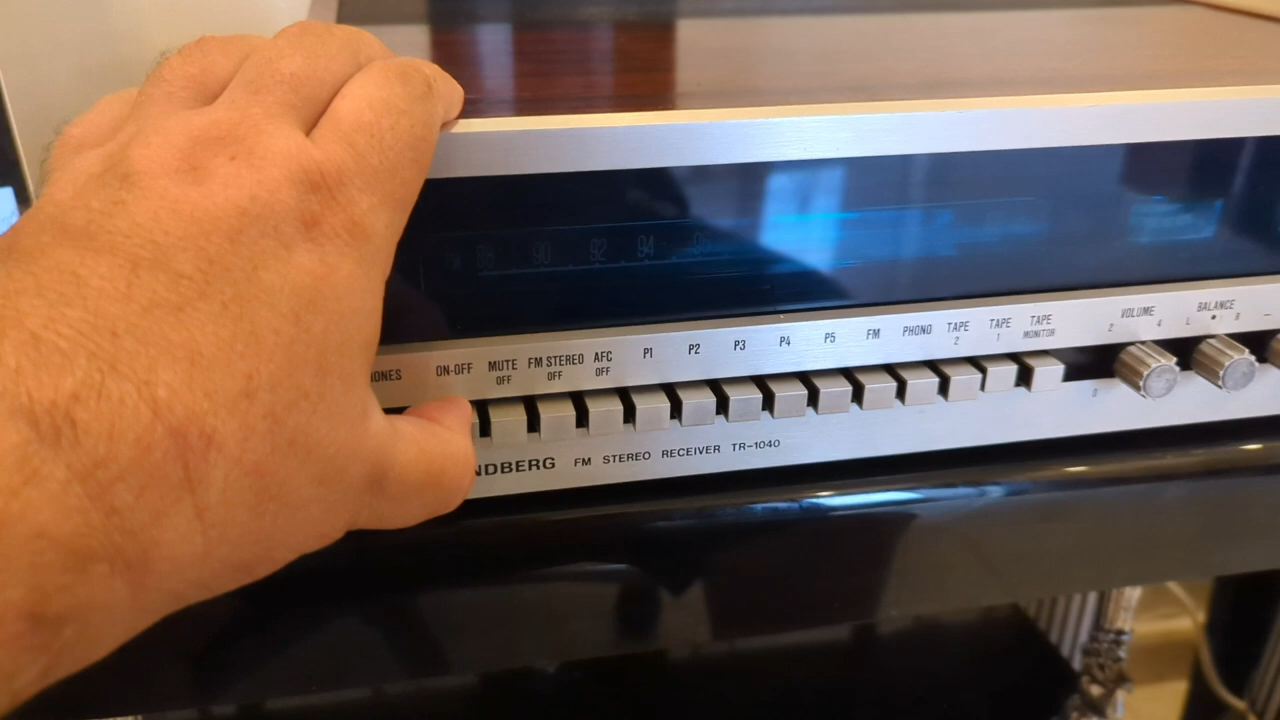 90 92 94
ON-OFF MUTE FM STEREO AFC P1 P2 P3 P4 P5 FM PHONO TAPE TAPE TAPE VOLUME BALANCE
OFF OFF OFF 2 1 MONITOR 2 4 L R
0
NDBERG FM STEREO RECEIVER TR-1040